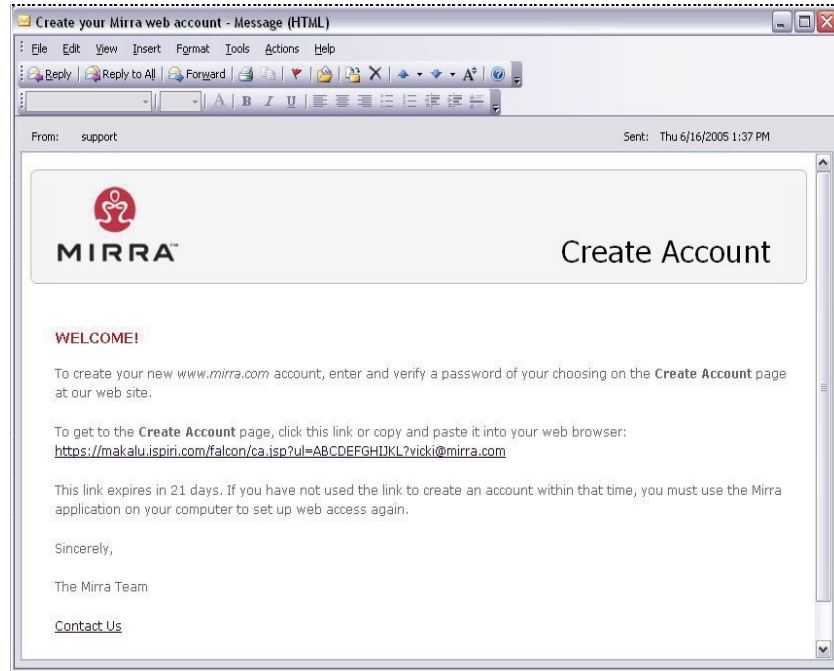 Create your Mirra web account - Message (HTML)
File Edit View Insert Format Tools Actions Help
Reply Reply to All Forward
A B I U
From: support Sent: Thu 6/16/2005 1:37 PM
MIRRA™
Create Account
WELCOME!
To create your new www.mirra.com account, enter and verify a password of your choosing on the Create Account page
at our web site.
To get to the Create Account page, click this link or copy and paste it into your web browser:
https://makalu.ispiri.com/falcon/ca.jsp?ul=ABCDEFGHIJKL?vicki@mirra.com
This link expires in 21 days. If you have not used the link to create an account within that time, you must use the Mirra
application on your computer to set up web access again.
Sincerely,
The Mirra Team
Contact Us